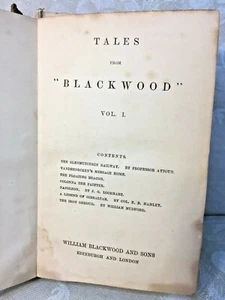 TALES
FROM
"BLACKWOOD"
VOL. I.
CONTENTS
THE GLENMUTCHKIN RAILWAY. BY PROFESSOR AYTOUN.
VANDERDECKEN'S MESSAGE HOME.
THE FLOATING BEACON.
COLONNA THE PAINTER.
NAPOLEON. BY J. G. LOCKHART.
A LEGEND OF GIBRALTAR. BY COL. E. B. HAMLEY.
THE IRON SHROUD. BY WILLIAM MUDFORD.
WILLIAM BLACKWOOD AND SONS
EDINBURGH AND LONDON